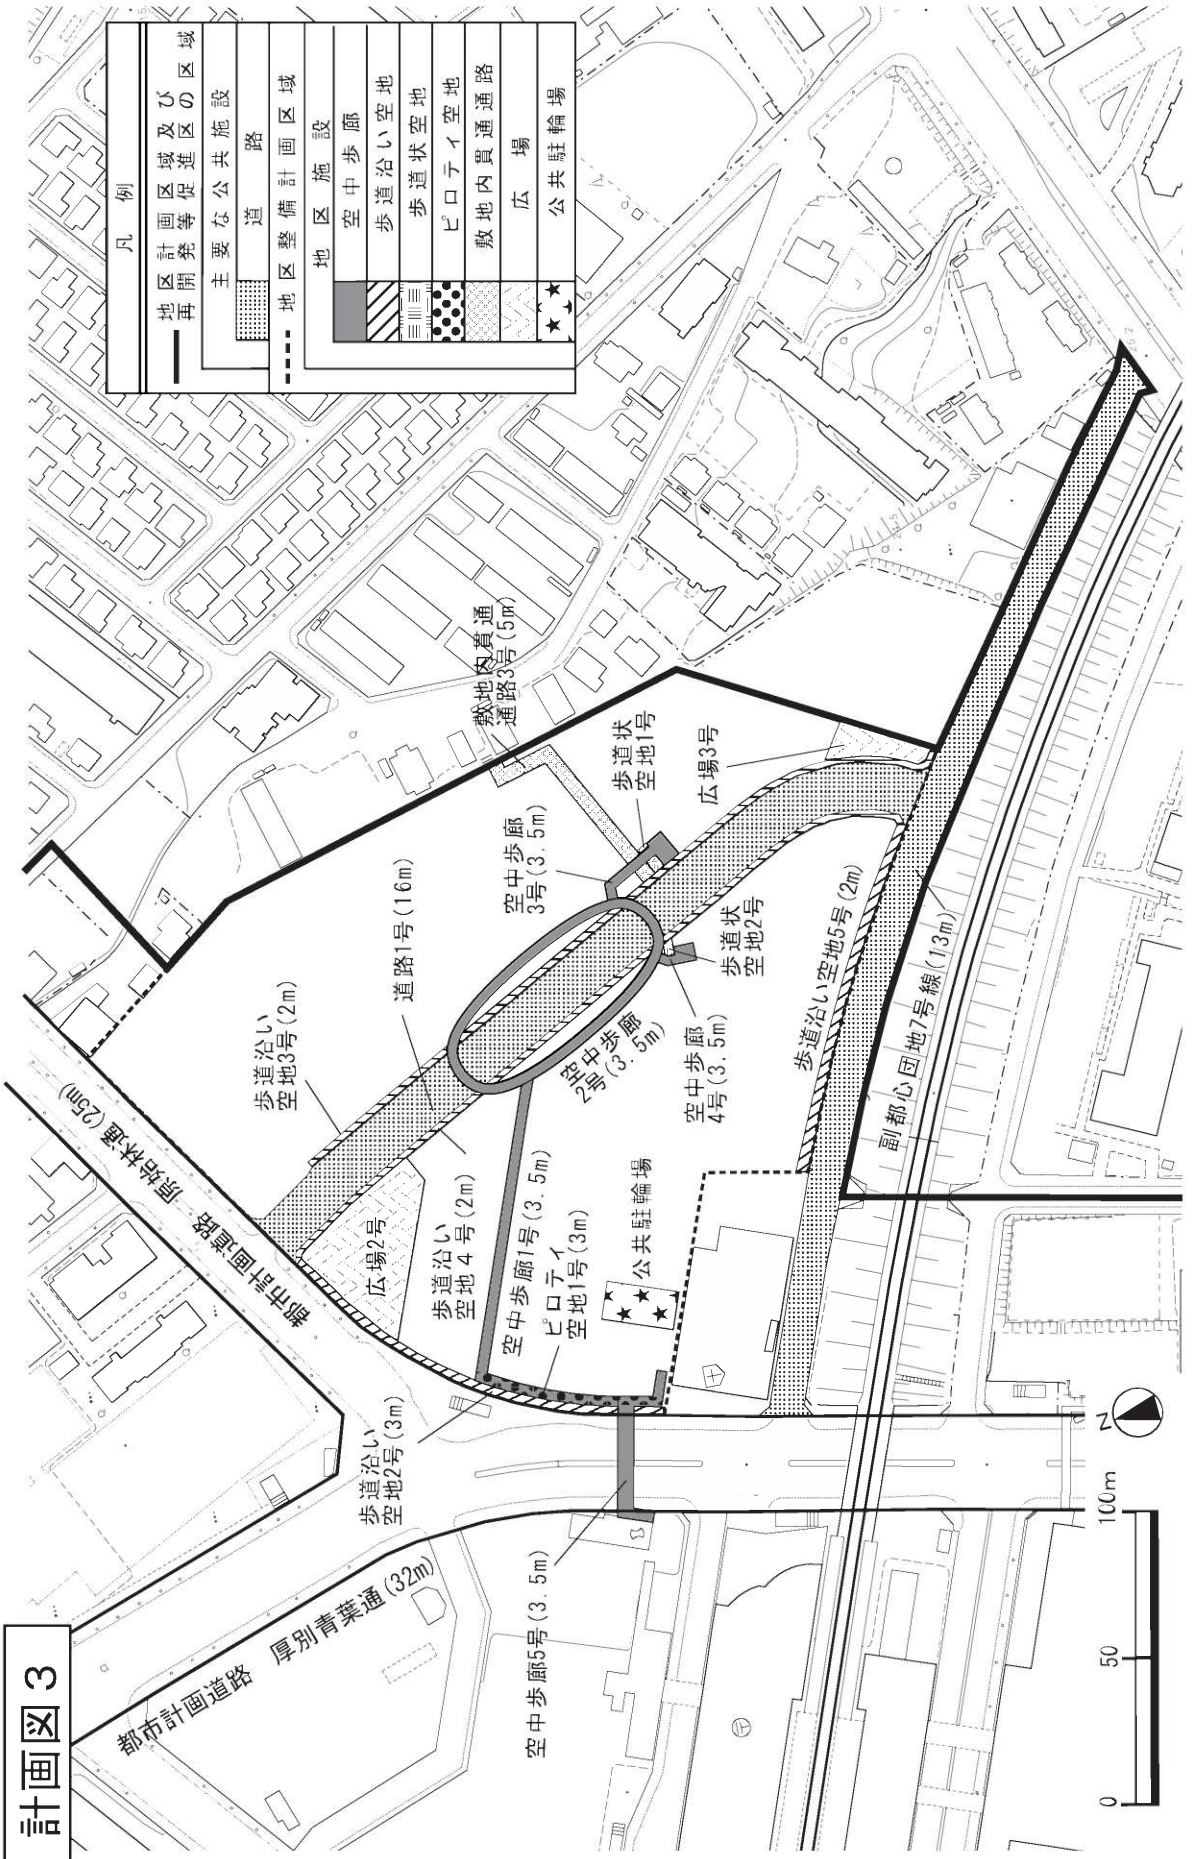 計画図３
凡例
地区計画区域及び
再開発等促進区の区域
主要な公共施設
道路
地区整備計画区域
地区施設
空中歩廊
歩道沿い空地
歩道状空地
ピロティ空地
敷地内貫通通路
広場
公共駐輪場
敷地内貫通
通路3号(5m)
歩道状
空地1号
広場3号
空中歩廊
3号(3.5m)
道路1号(16m)
歩道沿い
空地3号(2m)
都市計画道路　原始林通(25m)
空中歩廊
2号(3.5m)
歩道状
空地2号
空中歩廊
4号(3.5m)
歩道沿い空地5号(2m)
副都心団地7号線(13m)
広場2号
歩道沿い
空地４号(2m)
空中歩廊1号(3.5m)
ピロティ
空地1号(3m)
公共駐輪場
歩道沿い
空地2号(3m)
都市計画道路　厚別青葉通(32m)
空中歩廊5号(3.5m)
N
0
50
100m